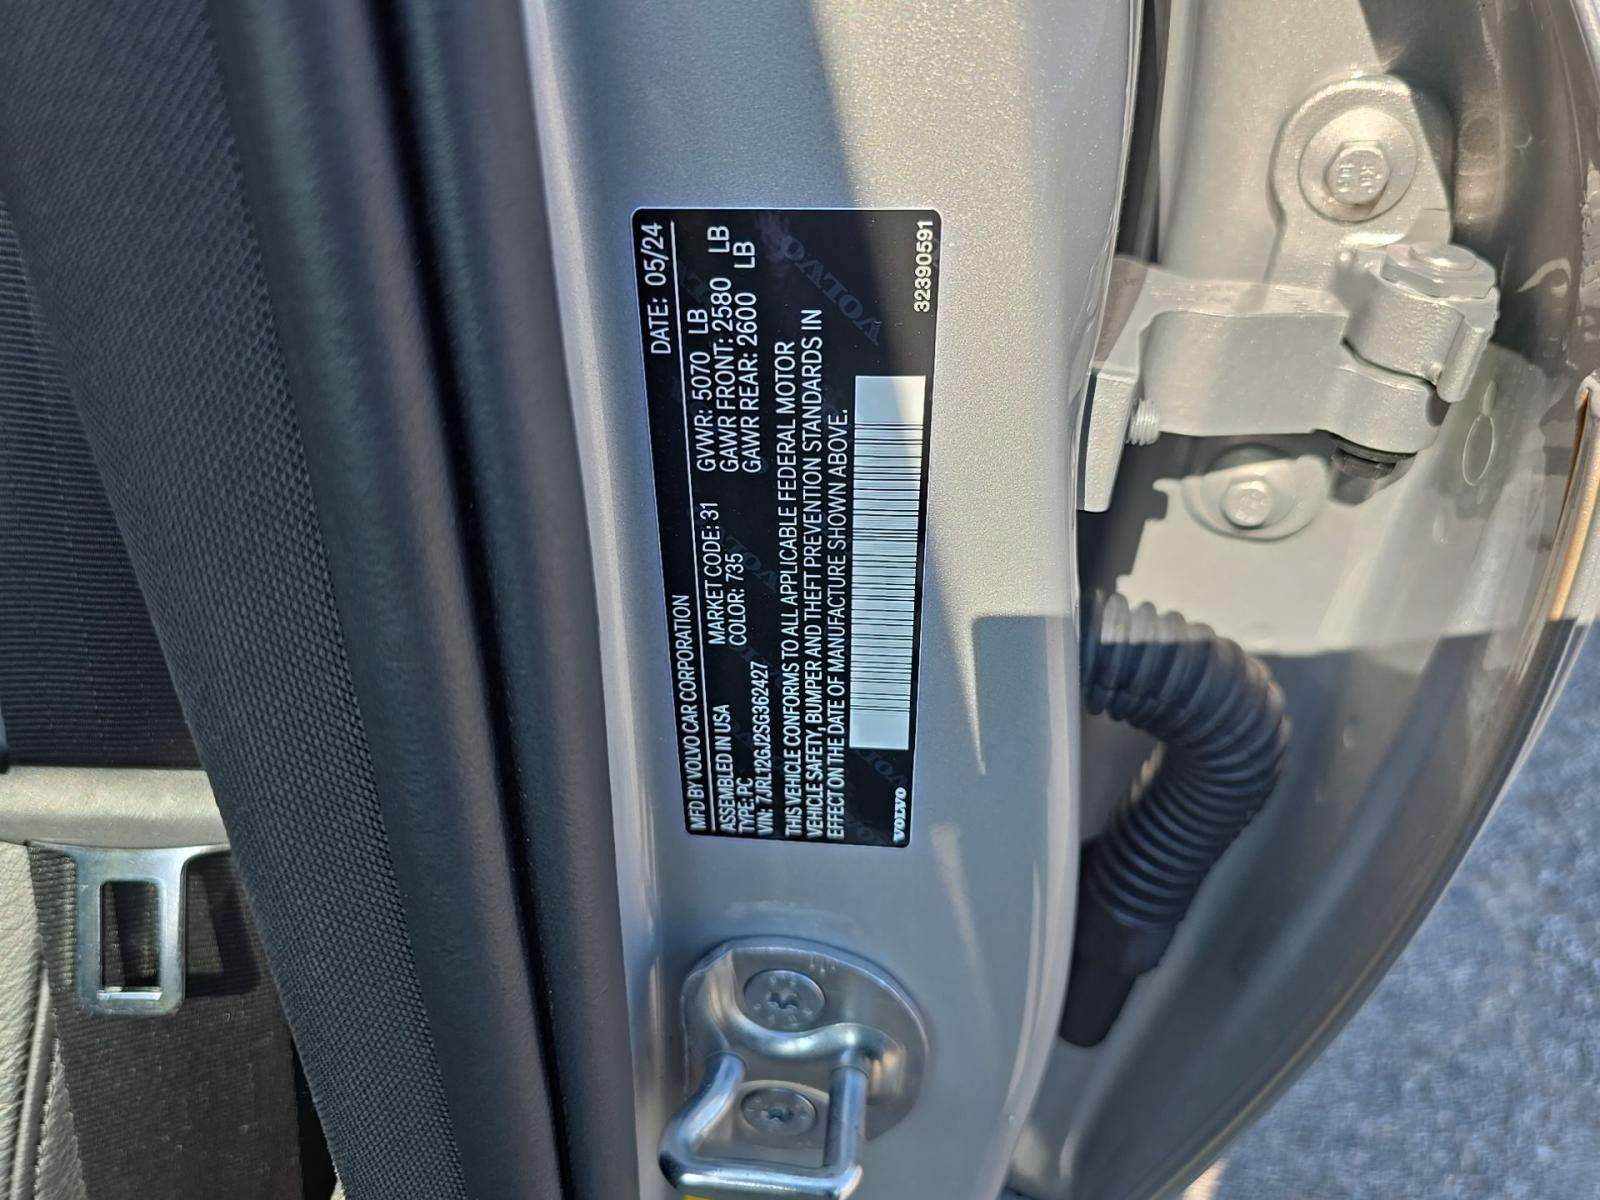 DATE: 05/24
MFD BY VOLVO CAR CORPORATION
ASSEMBLED IN USA MARKET CODE: 31 GVWR: 5070 LB
TYPE: PC COLOR: 735 GAWR FRONT: 2580 LB
VIN: 7JRL12GJ2SG362427 GAWR REAR: 2600 LB
THIS VEHICLE CONFORMS TO ALL APPLICABLE FEDERAL MOTOR
VEHICLE SAFETY, BUMPER AND THEFT PREVENTION STANDARDS IN
EFFECT ON THE DATE OF MANUFACTURE SHOWN ABOVE.
VOLVO
32390591
VOLVO